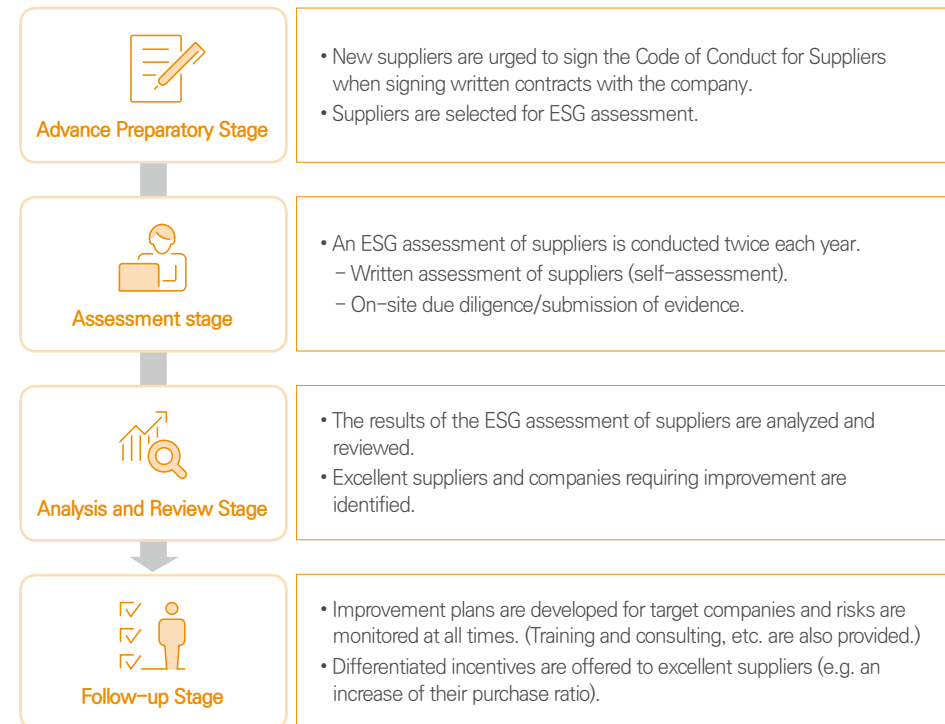 Advance Preparatory Stage
• New suppliers are urged to sign the Code of Conduct for Suppliers
when signing written contracts with the company.
• Suppliers are selected for ESG assessment.
Assessment stage
• An ESG assessment of suppliers is conducted twice each year.
– Written assessment of suppliers (self-assessment).
– On-site due diligence/submission of evidence.
Analysis and Review Stage
• The results of the ESG assessment of suppliers are analyzed and
reviewed.
• Excellent suppliers and companies requiring improvement are
identified.
Follow-up Stage
• Improvement plans are developed for target companies and risks are
monitored at all times. (Training and consulting, etc. are also provided.)
• Differentiated incentives are offered to excellent suppliers (e.g. an
increase of their purchase ratio).